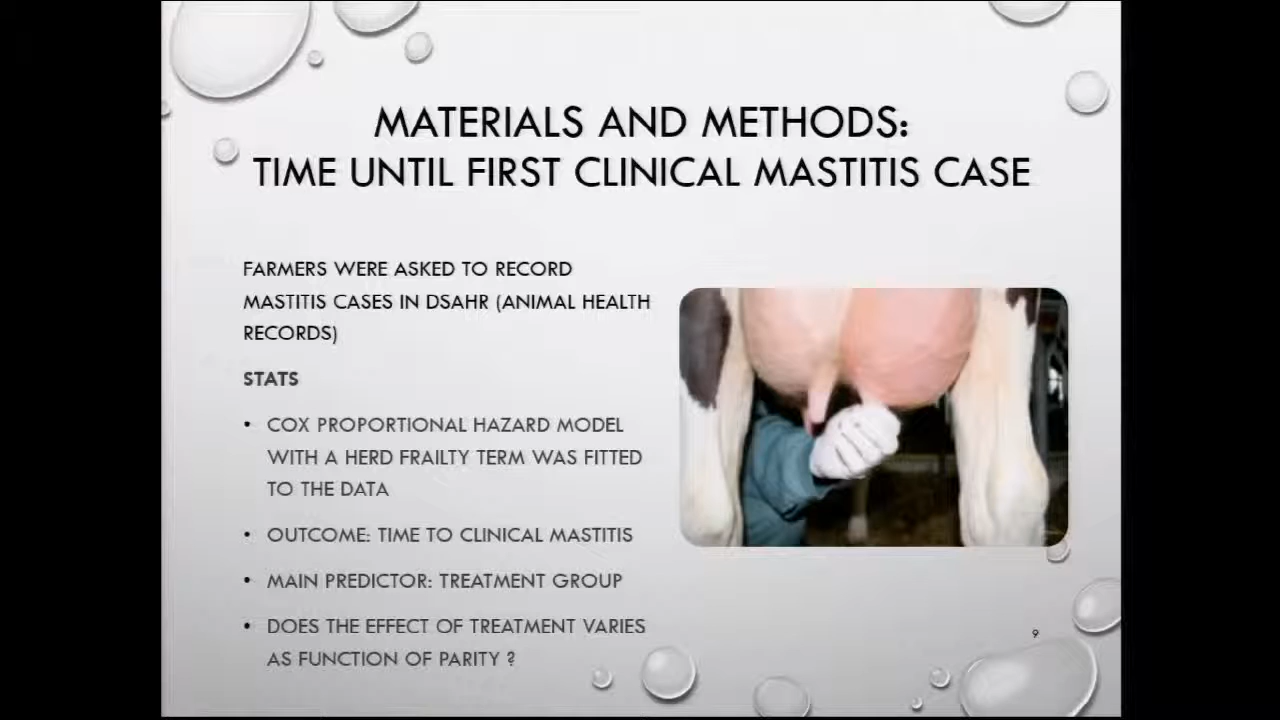 MATERIALS AND METHODS:
TIME UNTIL FIRST CLINICAL MASTITIS CASE
FARMERS WERE ASKED TO RECORD
MASTITIS CASES IN DSAHR (ANIMAL HEALTH
RECORDS)
STATS
• COX PROPORTIONAL HAZARD MODEL
WITH A HERD FRAILTY TERM WAS FITTED
TO THE DATA
• OUTCOME: TIME TO CLINICAL MASTITIS
• MAIN PREDICTOR: TREATMENT GROUP
• DOES THE EFFECT OF TREATMENT VARIES
AS FUNCTION OF PARITY ?
9